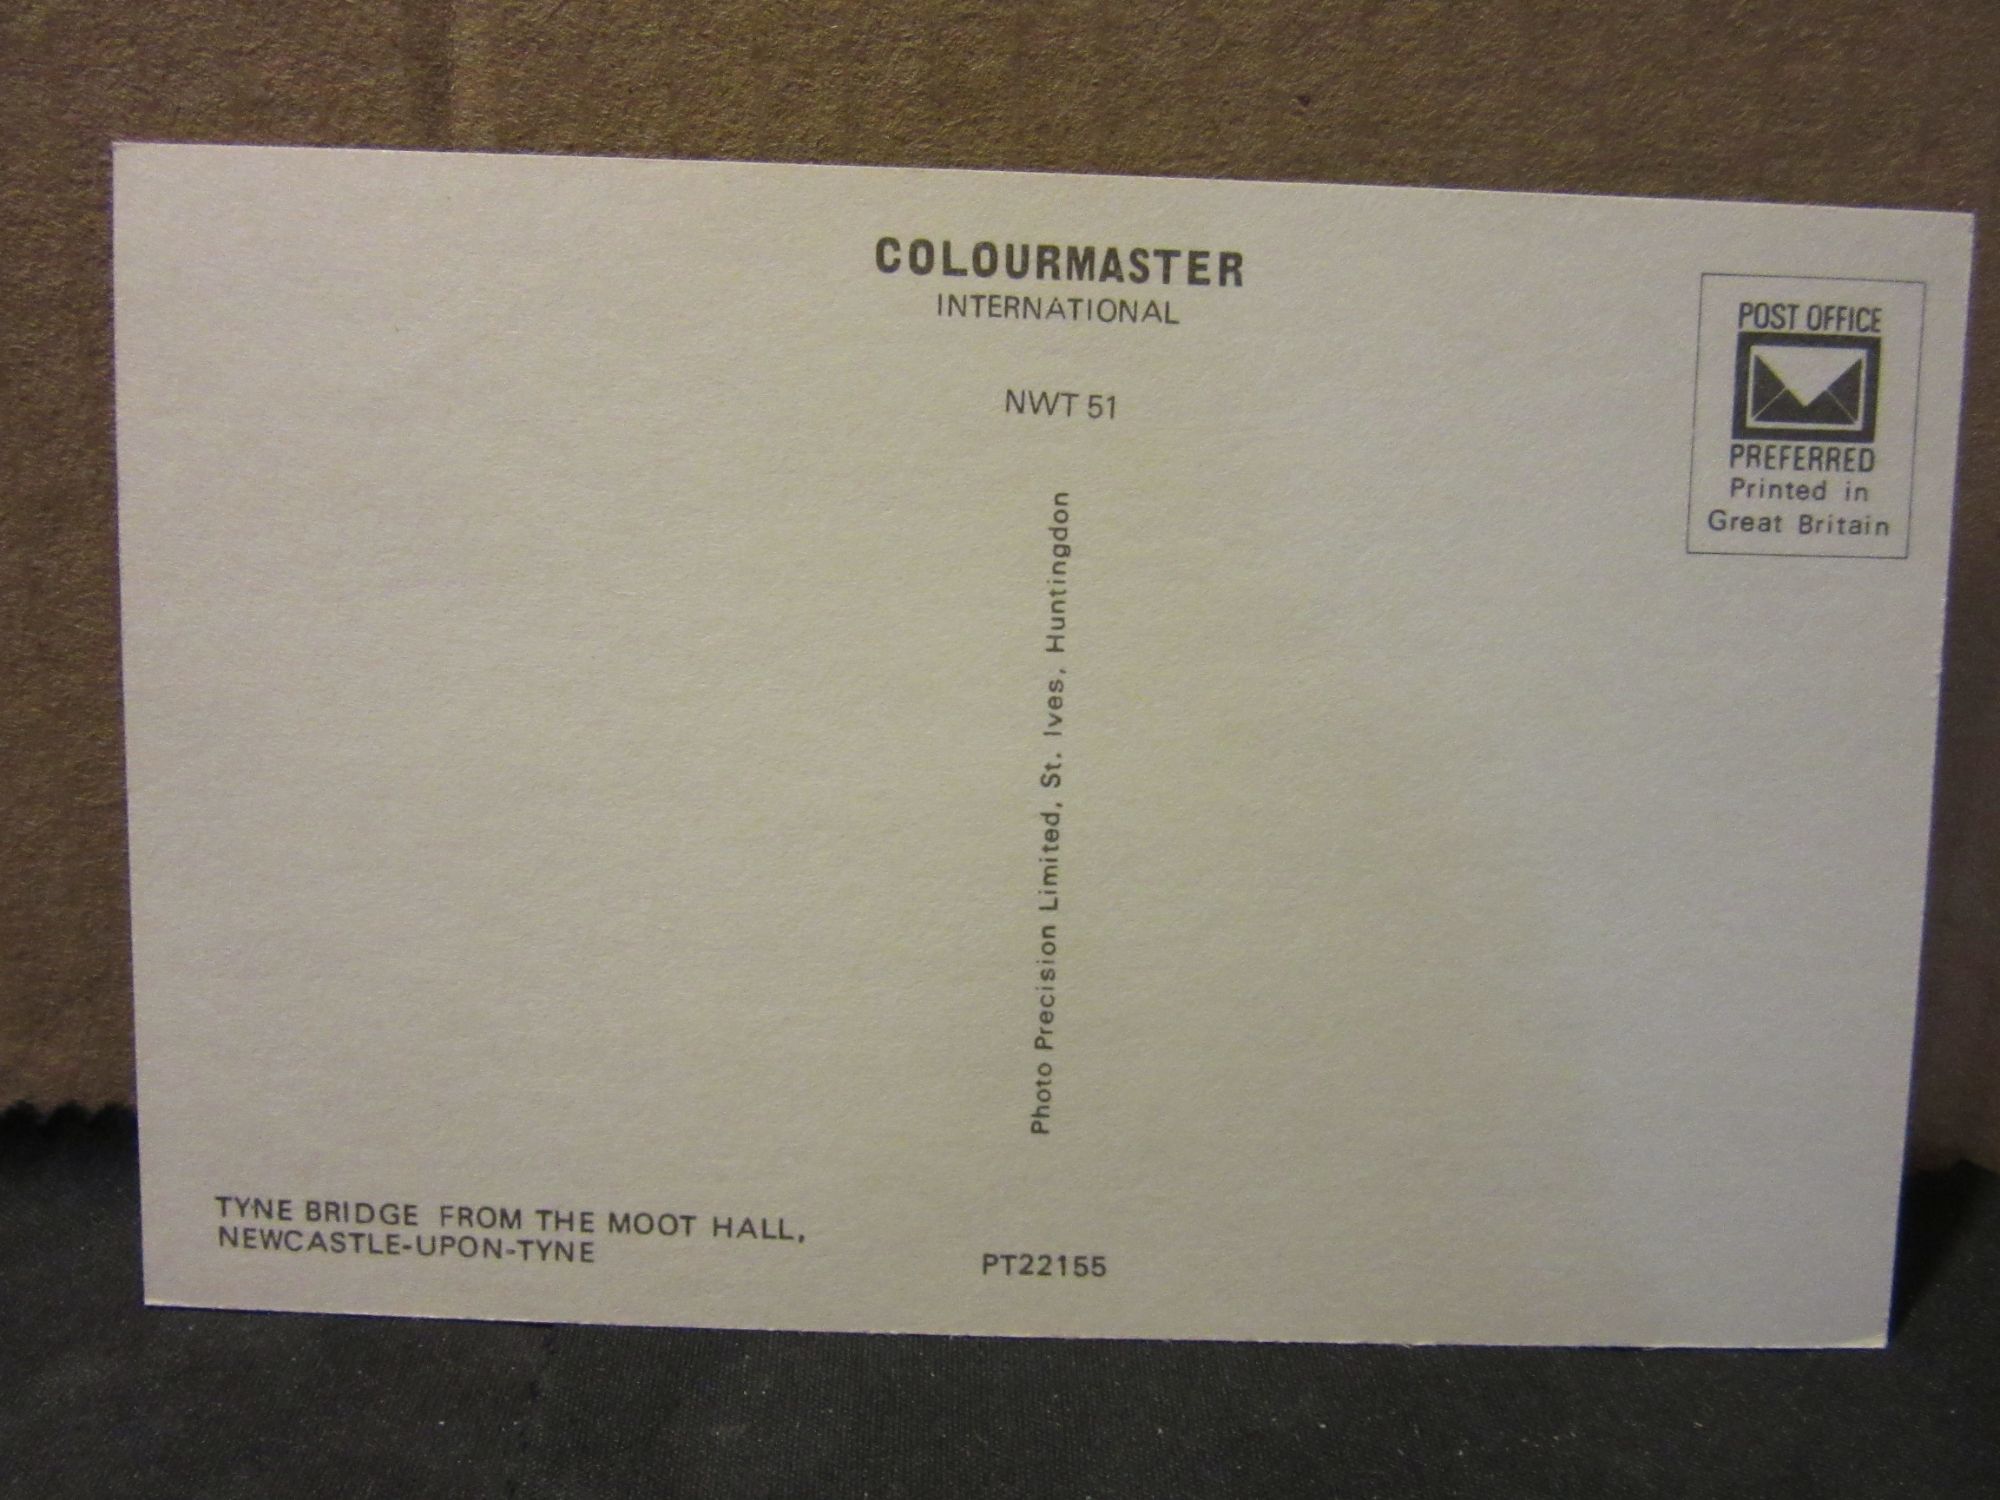 COLOURMASTER
INTERNATIONAL
NWT 51
POST OFFICE
PREFERRED
Printed in
Great Britain
Photo Precision Limited, St. Ives, Huntingdon
TYNE BRIDGE FROM THE MOOT HALL,
NEWCASTLE-UPON-TYNE
PT22155